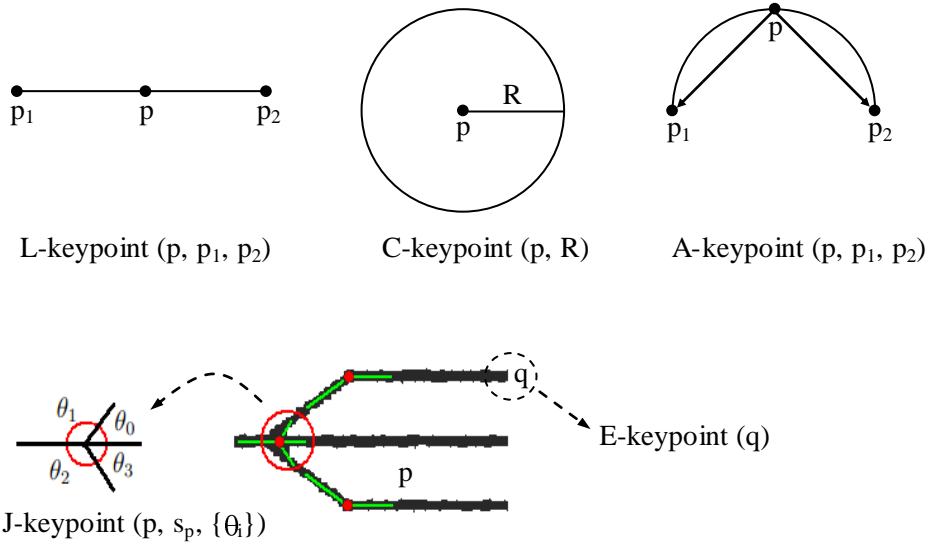 p
p₁ p p₂
R
p
p₁ p₂
L-keypoint (p, p₁, p₂)
C-keypoint (p, R)
A-keypoint (p, p₁, p₂)
q
θ₁ θ₀
θ₂ θ₃
E-keypoint (q)
p
J-keypoint (p, sₚ, {θᵢ})